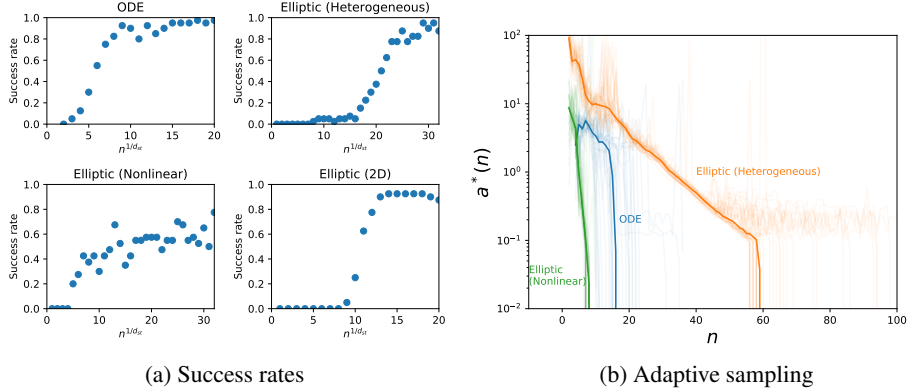 ODE
1.0
0.8
0.6
0.4
0.2
0.0
Success rate
0 5 10 15 20
n^{1/d_{st}}
Elliptic (Heterogeneous)
1.0
0.8
0.6
0.4
0.2
0.0
Success rate
0 10 20 30
n^{1/d_{st}}
Elliptic (Nonlinear)
1.0
0.8
0.6
0.4
0.2
0.0
Success rate
0 10 20 30
n^{1/d_{st}}
Elliptic (2D)
1.0
0.8
0.6
0.4
0.2
0.0
Success rate
0 5 10 15 20
n^{1/d_{st}}
(a) Success rates
10^2
10^1
10^0
10^{-1}
10^{-2}
a*(n)
Elliptic (Heterogeneous)
ODE
Elliptic
(Nonlinear)
0 20 40 60 80 100
n
(b) Adaptive sampling